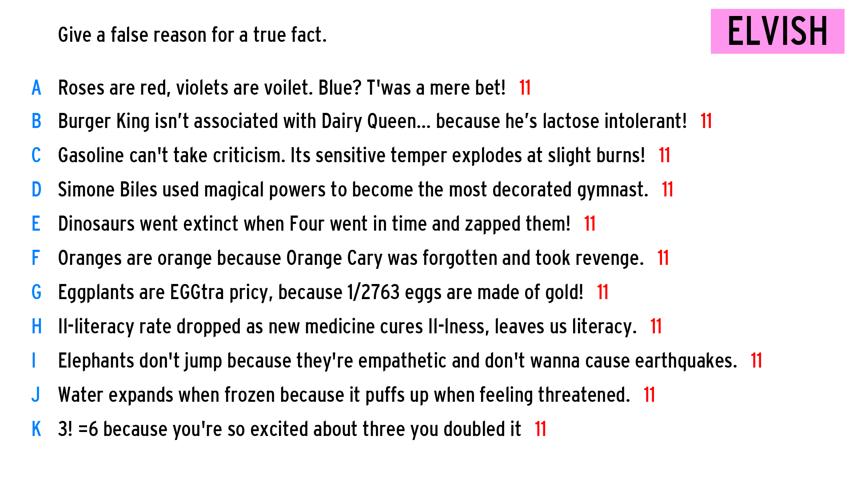 Give a false reason for a true fact.
ELVISH
A Roses are red, violets are voilet. Blue? T'was a mere bet! 11
B Burger King isn't associated with Dairy Queen... because he's lactose intolerant! 11
C Gasoline can't take criticism. Its sensitive temper explodes at slight burns! 11
D Simone Biles used magical powers to become the most decorated gymnast. 11
E Dinosaurs went extinct when Four went in time and zapped them! 11
F Oranges are orange because Orange Cary was forgotten and took revenge. 11
G Eggplants are EGGtra pricy, because 1/2763 eggs are made of gold! 11
H Il-literacy rate dropped as new medicine cures Il-lness, leaves us literacy. 11
I Elephants don't jump because they're empathetic and don't wanna cause earthquakes. 11
J Water expands when frozen because it puffs up when feeling threatened. 11
K 3! =6 because you're so excited about three you doubled it 11